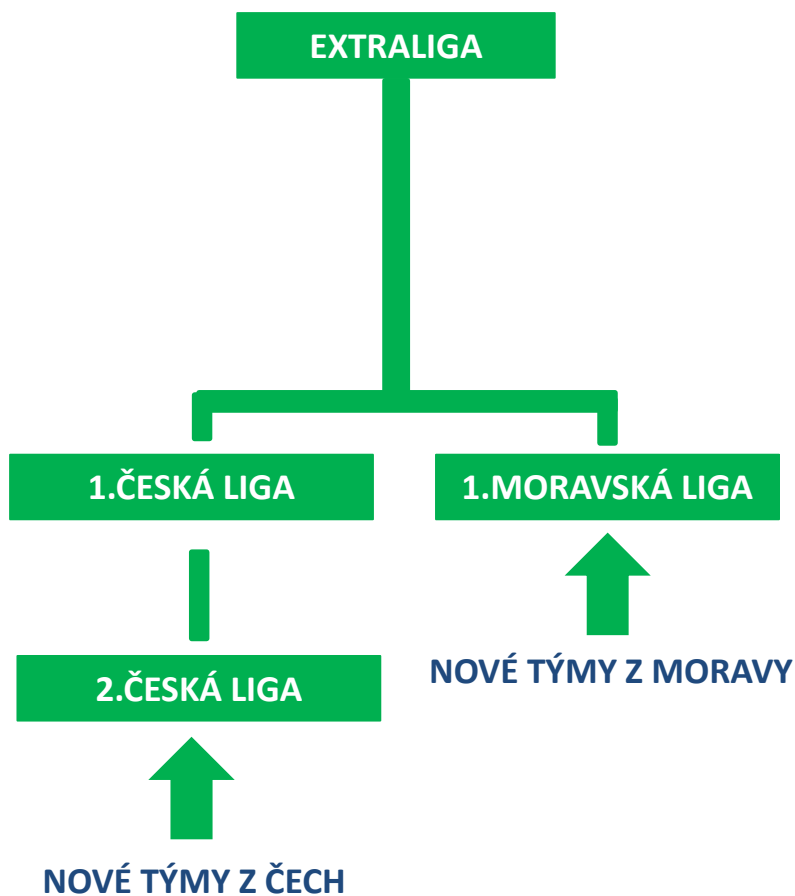 EXTRALIGA
1.ČESKÁ LIGA
1.MORAVSKÁ LIGA
2.ČESKÁ LIGA
NOVÉ TÝMY Z MORAVY
NOVÉ TÝMY Z ČECH